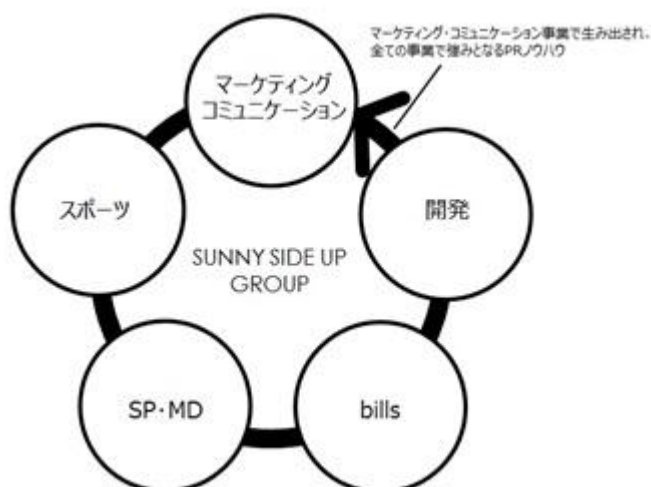 マーケティング・コミュニケーション事業で生み出され、
全ての事業で強みとなるPRノウハウ
マーケティング
コミュニケーション
スポーツ
開発
SUNNY SIDE UP
GROUP
SP・MD
bills